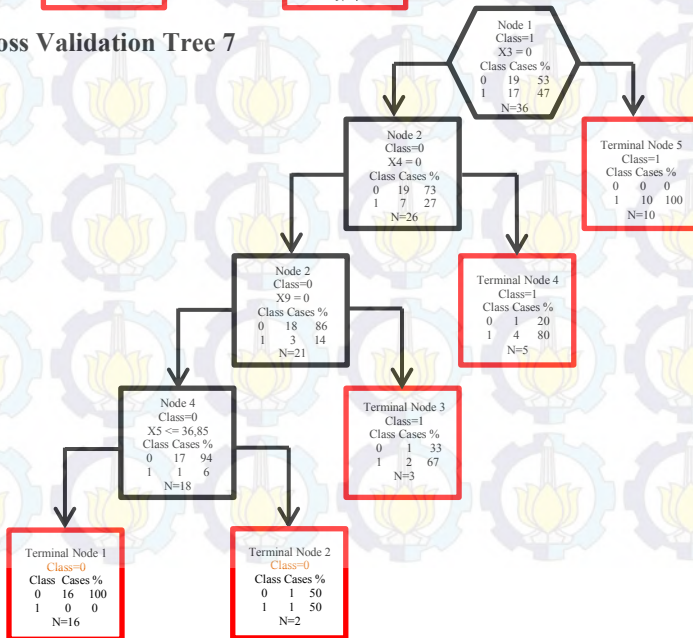 oss Validation Tree 7
Node 1
Class=1
X3 = 0
Class Cases %
0 19 53
1 17 47
N=36
Node 2
Class=0
X4 = 0
Class Cases %
0 19 73
1 7 27
N=26
Terminal Node 5
Class=1
Class Cases %
0 0 0
1 10 100
N=10
Node 2
Class=0
X9 = 0
Class Cases %
0 18 86
1 3 14
N=21
Terminal Node 4
Class=1
Class Cases %
0 1 20
1 4 80
N=5
Node 4
Class=0
X5 <= 36,85
Class Cases %
0 17 94
1 1 6
N=18
Terminal Node 3
Class=1
Class Cases %
0 1 33
1 2 67
N=3
Terminal Node 1
Class=0
Class Cases %
0 16 100
1 0 0
N=16
Terminal Node 2
Class=0
Class Cases %
0 1 50
1 1 50
N=2